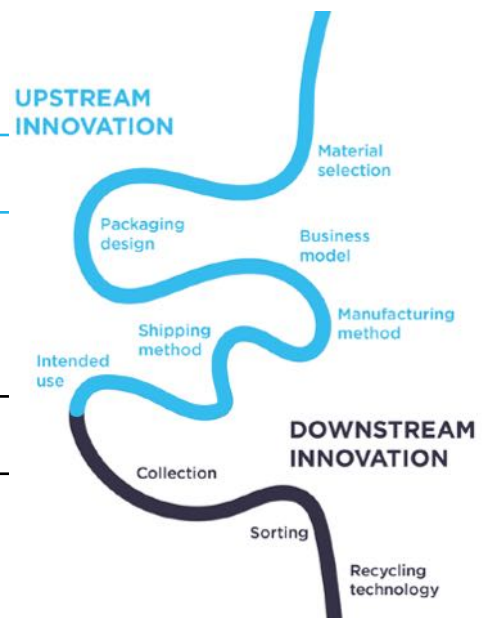 UPSTREAM
INNOVATION
Material
selection
Packaging
design
Business
model
Manufacturing
method
Shipping
method
Intended
use
DOWNSTREAM
INNOVATION
Collection
Sorting
Recycling
technology